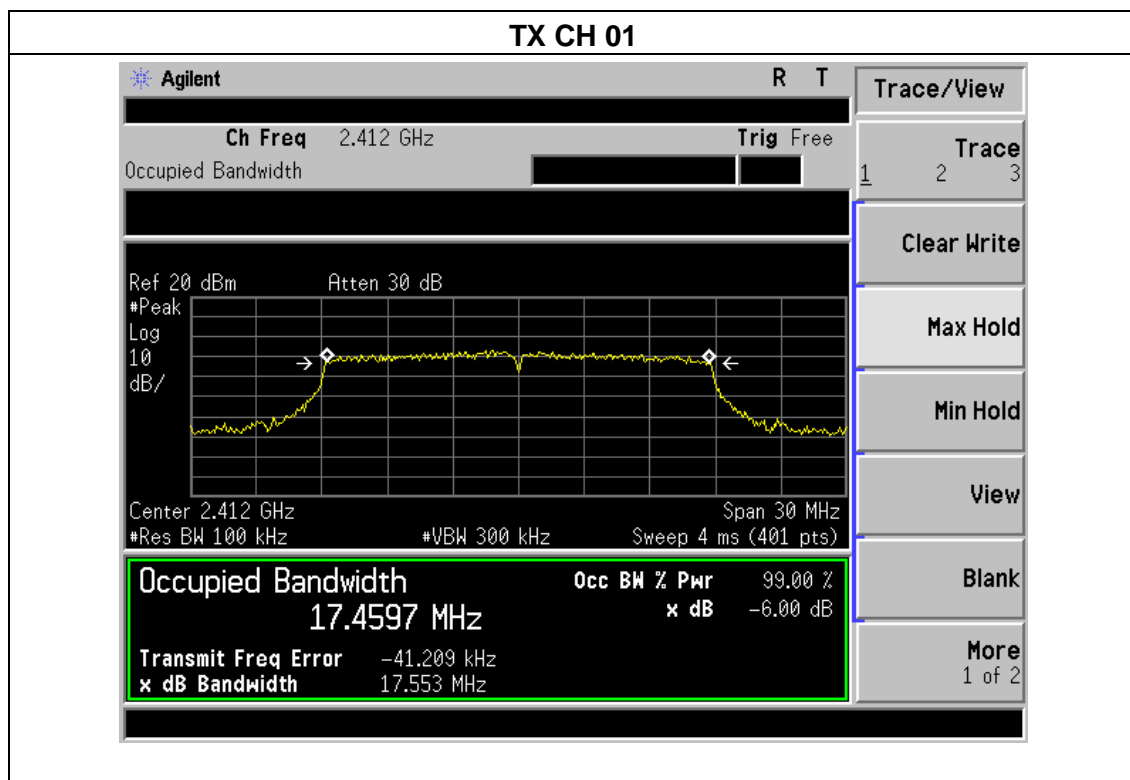 TX CH 01
Agilent R T
Trace/View
Ch Freq 2.412 GHz Trig Free
Occupied Bandwidth
Trace
1 2 3
Clear Write
Ref 20 dBm Atten 30 dB
#Peak
Log
10
dB/
Max Hold
Min Hold
View
Center 2.412 GHz Span 30 MHz
#Res BW 100 kHz #VBW 300 kHz Sweep 4 ms (401 pts)
Occupied Bandwidth Occ BW % Pwr 99.00 %
17.4597 MHz x dB -6.00 dB
Blank
Transmit Freq Error -41.209 kHz
x dB Bandwidth 17.553 MHz
More
1 of 2